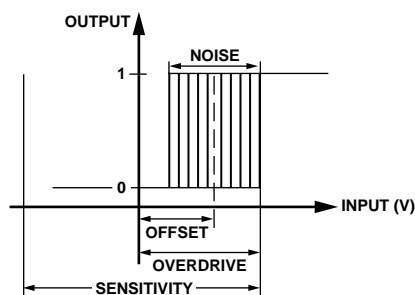 OUTPUT
NOISE
1
0
INPUT (V)
OFFSET
OVERDRIVE
SENSITIVITY